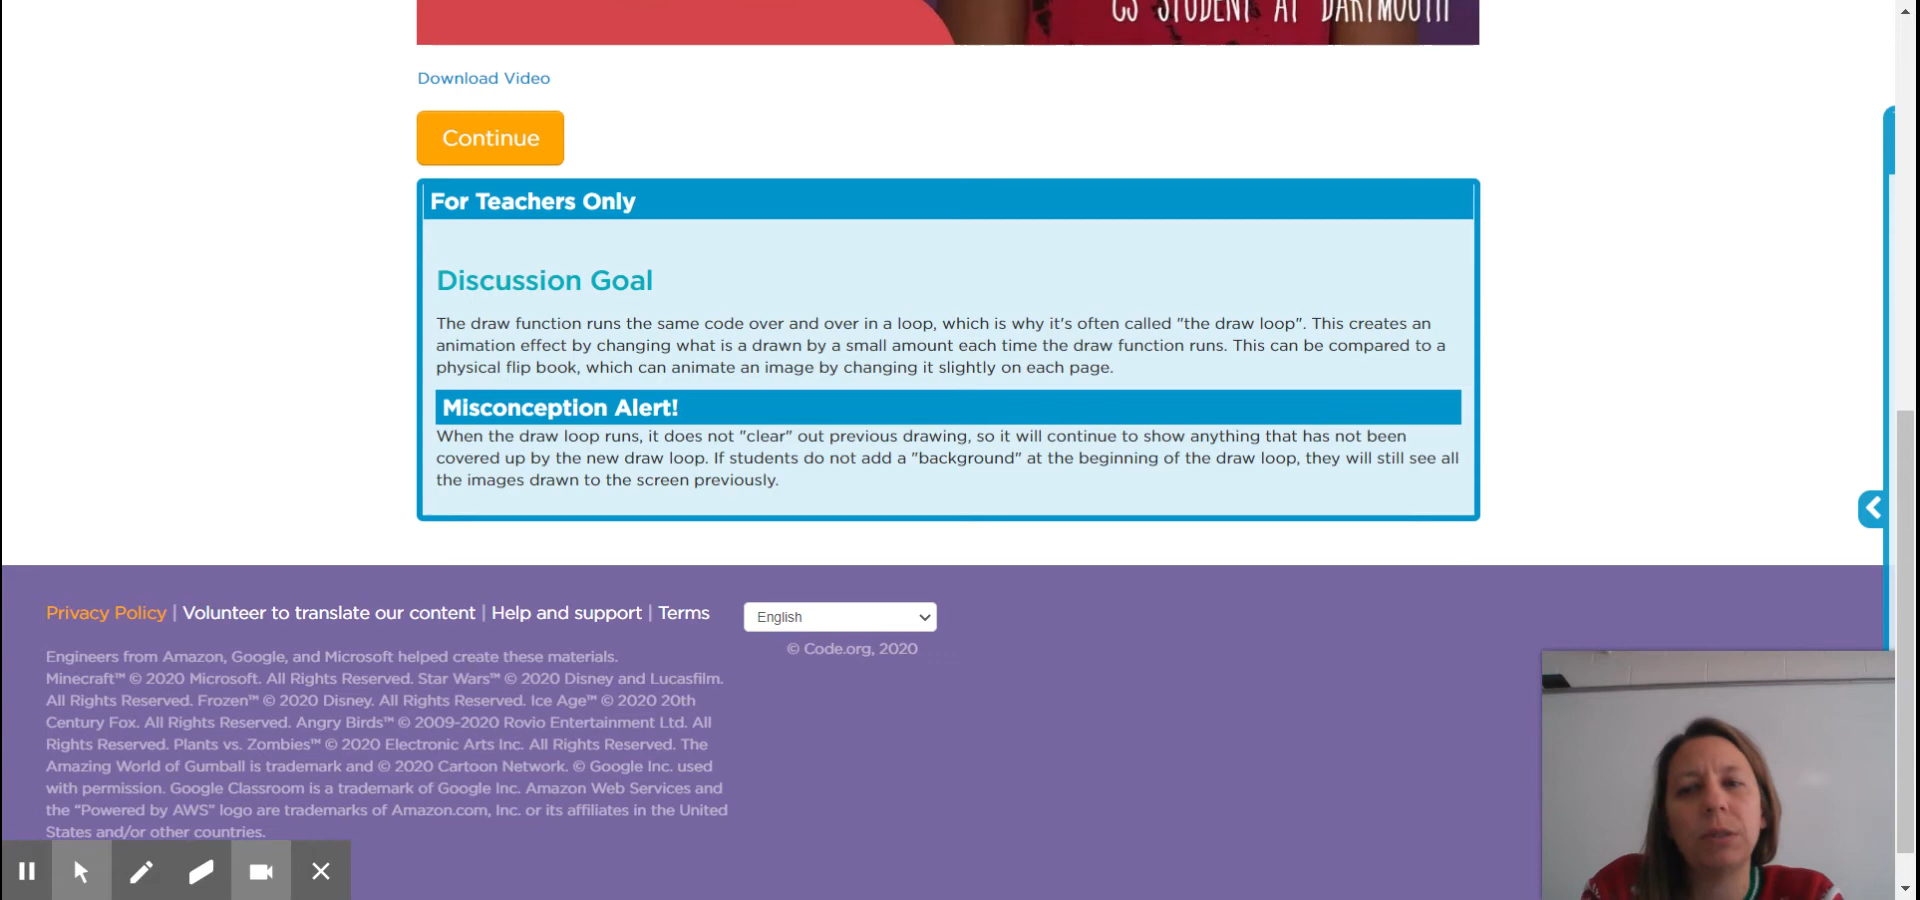 CS STUDENT AT DARTMOUTH
Download Video
Continue
For Teachers Only
Discussion Goal
The draw function runs the same code over and over in a loop, which is why it's often called "the draw loop". This creates an
animation effect by changing what is a drawn by a small amount each time the draw function runs. This can be compared to a
physical flip book, which can animate an image by changing it slightly on each page.
Misconception Alert!
When the draw loop runs, it does not "clear" out previous drawing, so it will continue to show anything that has not been
covered up by the new draw loop. If students do not add a "background" at the beginning of the draw loop, they will still see all
the images drawn to the screen previously.
Privacy Policy | Volunteer to translate our content | Help and support | Terms
English
© Code.org, 2020
Engineers from Amazon, Google, and Microsoft helped create these materials.
Minecraft™ © 2020 Microsoft. All Rights Reserved. Star Wars™ © 2020 Disney and Lucasfilm.
All Rights Reserved. Frozen™ © 2020 Disney. All Rights Reserved. Ice Age™ © 2020 20th
Century Fox. All Rights Reserved. Angry Birds™ © 2009-2020 Rovio Entertainment Ltd. All
Rights Reserved. Plants vs. Zombies™ © 2020 Electronic Arts Inc. All Rights Reserved. The
Amazing World of Gumball is trademark and © 2020 Cartoon Network. © Google Inc. used
with permission. Google Classroom is a trademark of Google Inc. Amazon Web Services and
the “Powered by AWS” logo are trademarks of Amazon.com, Inc. or its affiliates in the United
States and/or other countries.